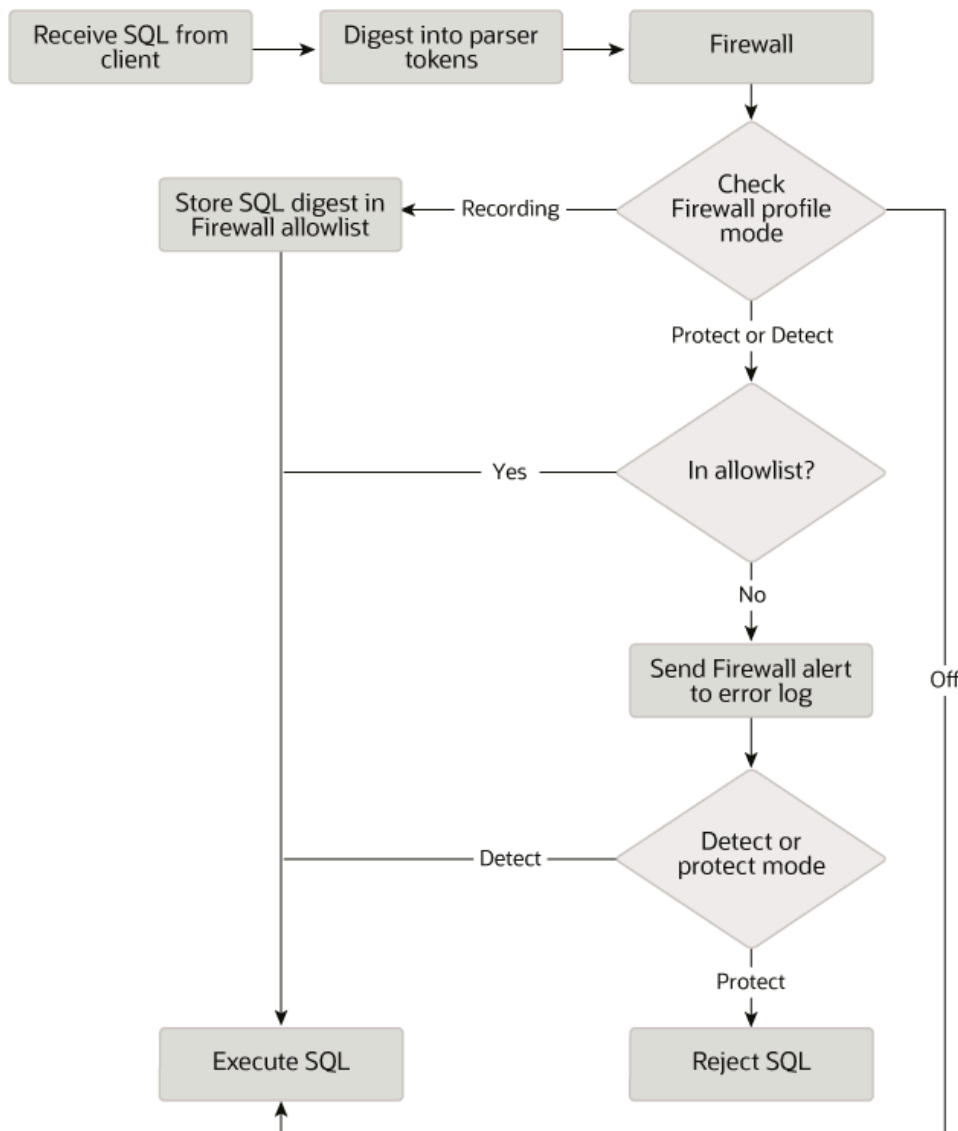 Receive SQL from
client
Digest into parser
tokens
Firewall
Check
Firewall profile
mode
Recording
Store SQL digest in
Firewall allowlist
Protect or Detect
In allowlist?
Yes
No
Send Firewall alert
to error log
Off
Detect or
protect mode
Detect
Protect
Execute SQL
Reject SQL